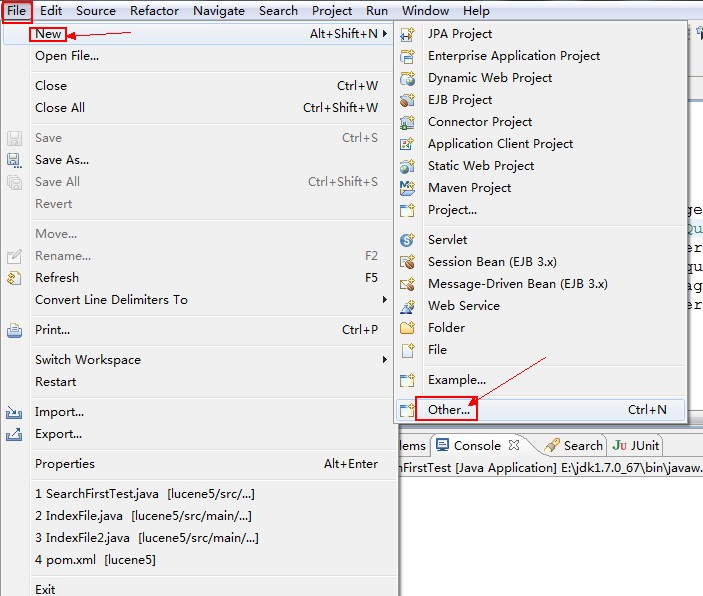 File Edit Source Refactor Navigate Search Project Run Window Help
New Alt+Shift+N
Open File...
Close Ctrl+W
Close All Ctrl+Shift+W
Save Ctrl+S
Save As...
Save All Ctrl+Shift+S
Revert
Move...
Rename... F2
Refresh F5
Convert Line Delimiters To
Print... Ctrl+P
Switch Workspace
Restart
Import...
Export...
Properties Alt+Enter
1 SearchFirstTest.java [lucene5/src/...]
2 IndexFile.java [lucene5/src/main/...]
3 IndexFile2.java [lucene5/src/main/...]
4 pom.xml [lucene5]
Exit
JPA Project
Enterprise Application Project
Dynamic Web Project
EJB Project
Connector Project
Application Client Project
Static Web Project
Maven Project
Project...
Servlet
Session Bean (EJB 3.x)
Message-Driven Bean (EJB 3.x)
Web Service
Folder
File
Example...
Other... Ctrl+N
ge
Qu
er
qu
ag
er
lems Console Search JUnit
hFirstTest [Java Application] E:\jdk1.7.0_67\bin\javaw.